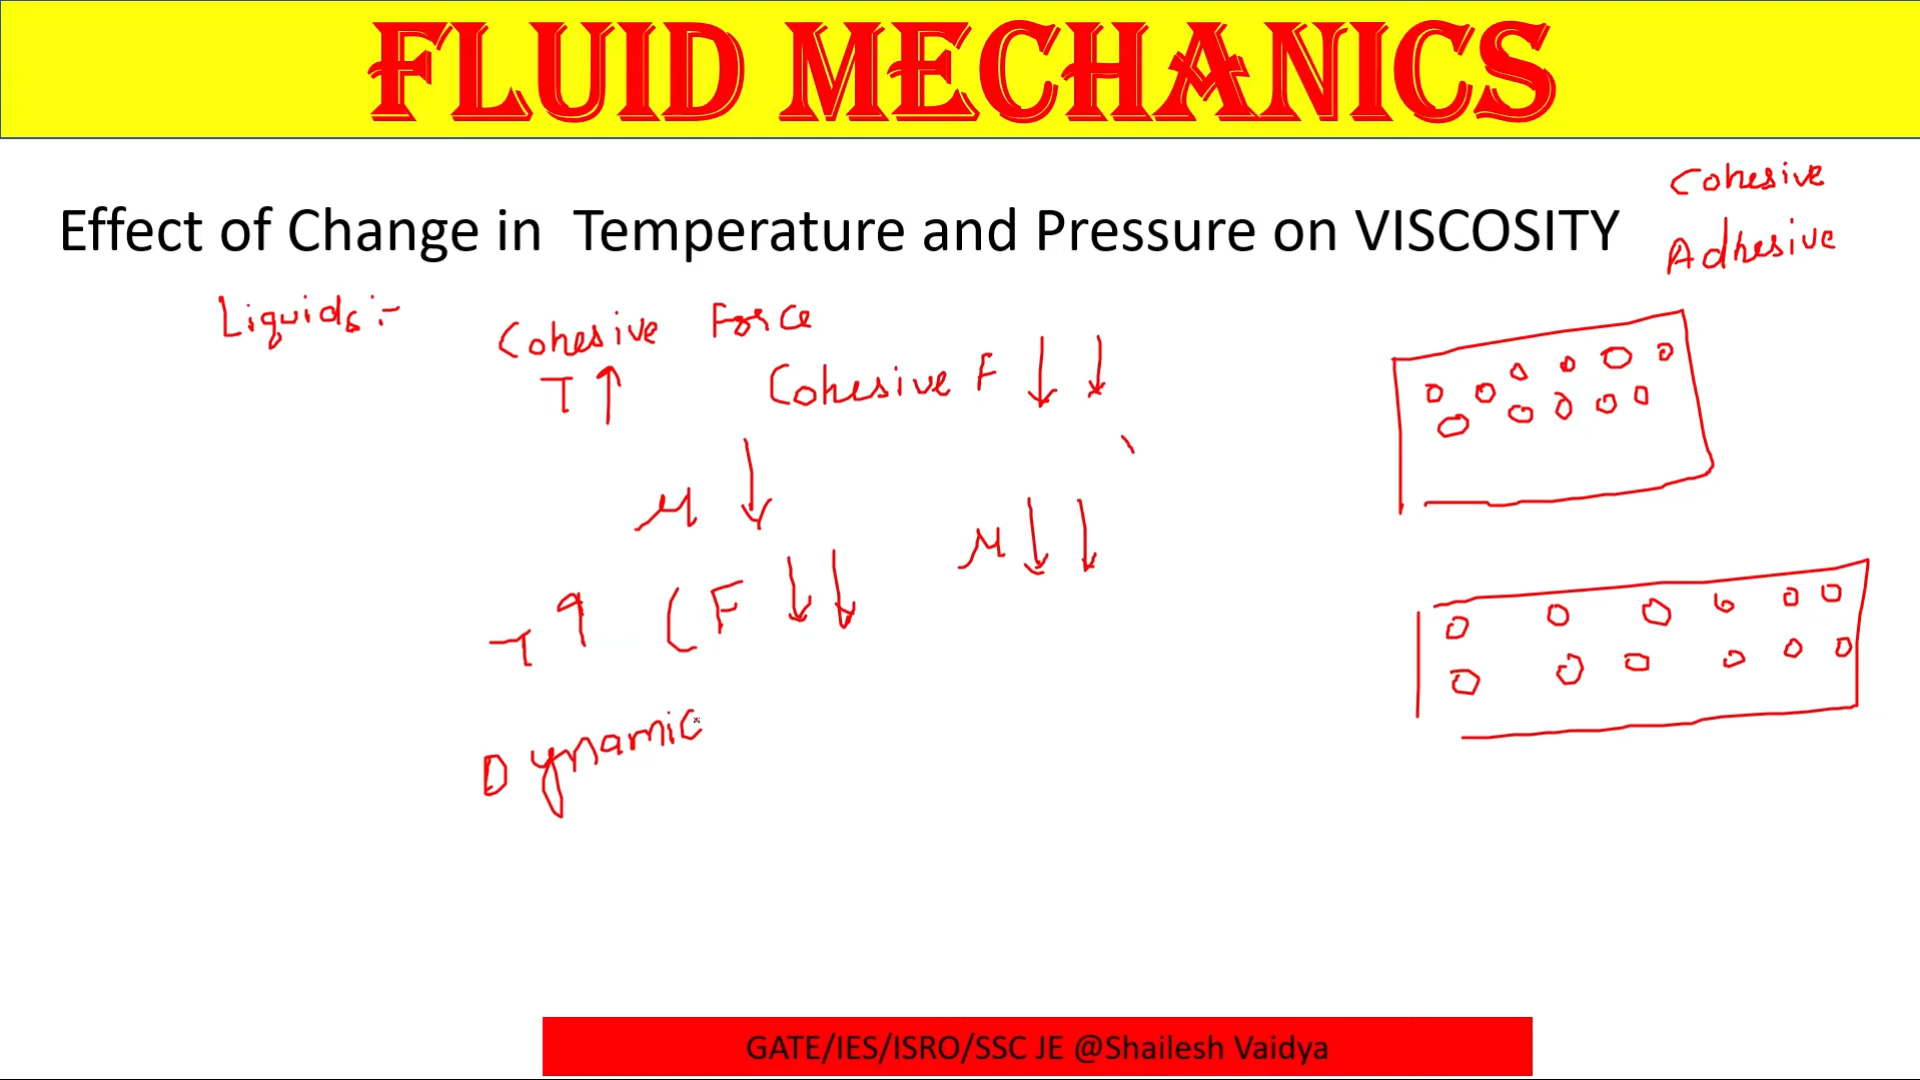 FLUID MECHANICS
Cohesive
Effect of Change in Temperature and Pressure on VISCOSITY
Adhesive
Liquids :-
Cohesive Force
T ↑ Cohesive F ↓ ↓
μ ↓
μ ↓ ↓
T ↑ CF ↓ ↓
Dynamic
GATE/IES/ISRO/SSC JE @Shailesh Vaidya